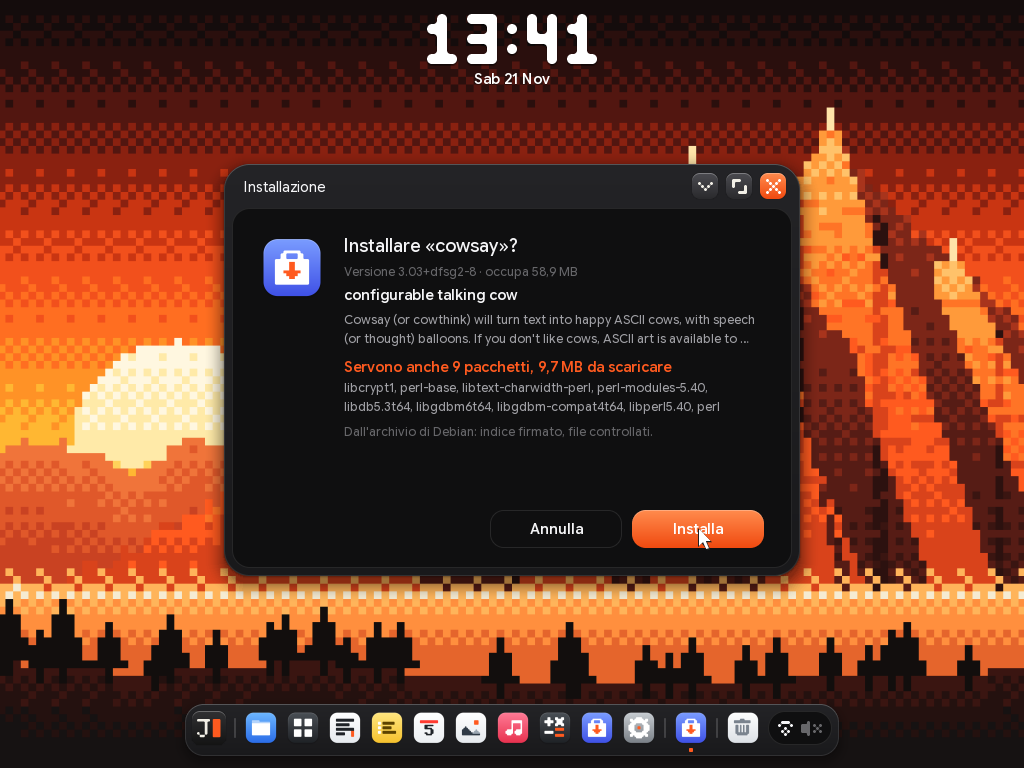 13:41
Sab 21 Nov
Installazione
Installare «cowsay»?
Versione 3.03+dfsg2-8 · occupa 58,9 MB
configurable talking cow
Cowsay (or cowthink) will turn text into happy ASCII cows, with speech
(or thought) balloons. If you don't like cows, ASCII art is available to ...
Servono anche 9 pacchetti, 9,7 MB da scaricare
libcrypt1, perl-base, libtext-charwidth-perl, perl-modules-5.40,
libdb5.3t64, libgdbm6t64, libgdbm-compat4t64, libperl5.40, perl
Dall'archivio di Debian: indice firmato, file controllati.
Annulla
Installa
J
5